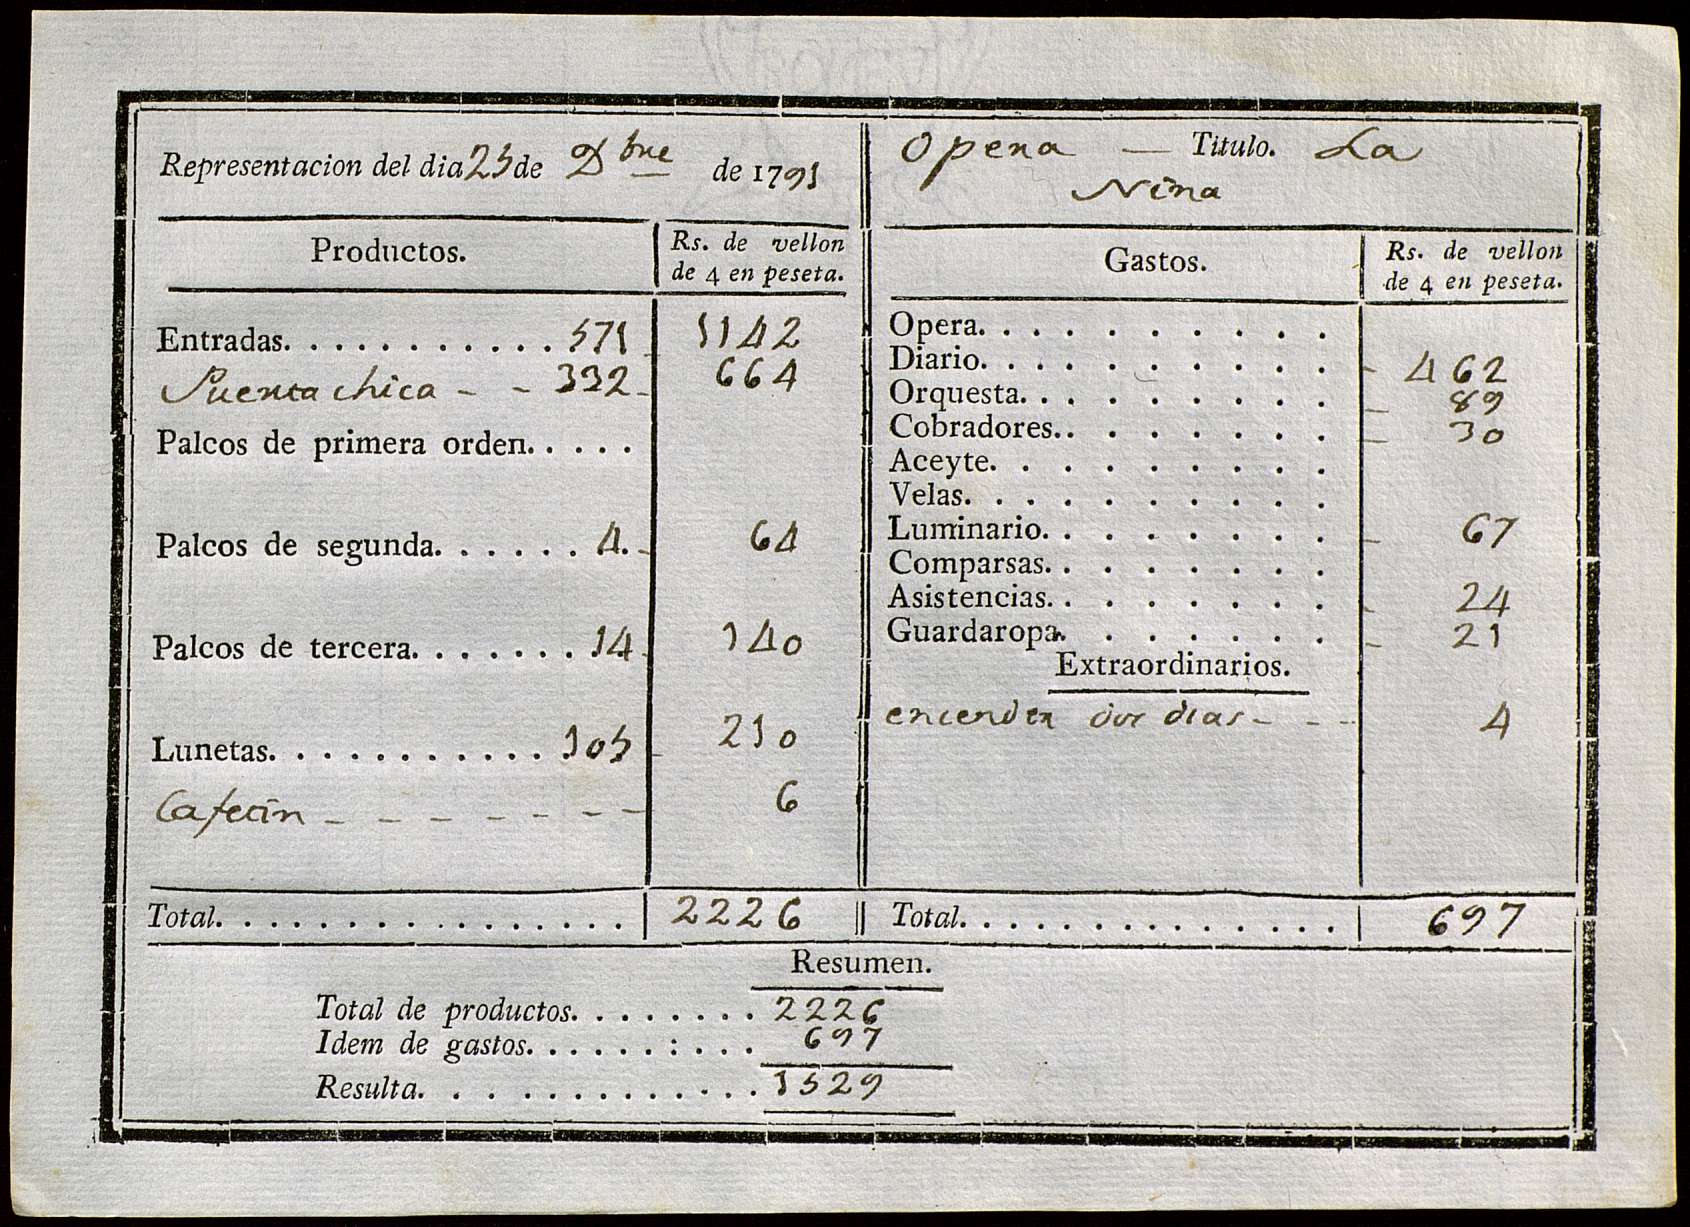 Representacion del dia 25 de Dbre de 1791
Opera — Titulo. La
Nina
Productos. Rs. de vellon
de 4 en peseta.
Entradas. . . . . . . . . . . 571 1142
Puerta chica - - 332 - 664
Palcos de primera orden. . . . .
Palcos de segunda. . . . . . 4. - 64
Palcos de tercera. . . . . . . 14 - 140
Lunetas. . . . . . . . . . . 105 - 210
Cafetin - - - - - - - 6
Total. . . . . . . . . . . . . . . . 2226
Gastos. Rs. de vellon
de 4 en peseta.
Opera. . . . . . . . . .
Diario. . . . . . . . . . - 462
Orquesta. . . . . . . . . - 89
Cobradores. . . . . . . . - 30
Aceyte. . . . . . . . . .
Velas. . . . . . . . . .
Luminario. . . . . . . . - 67
Comparsas. . . . . . . .
Asistencias. . . . . . . . - 24
Guardaropa. . . . . . . - 21
Extraordinarios.
encender dos dias - - - 4
Total. . . . . . . . . . . . . . . 697
Resumen.
Total de productos. . . . . . . . 2226
Idem de gastos. . . . . . : . . . 697
Resulta. . . . . . . . . . . . . 1529